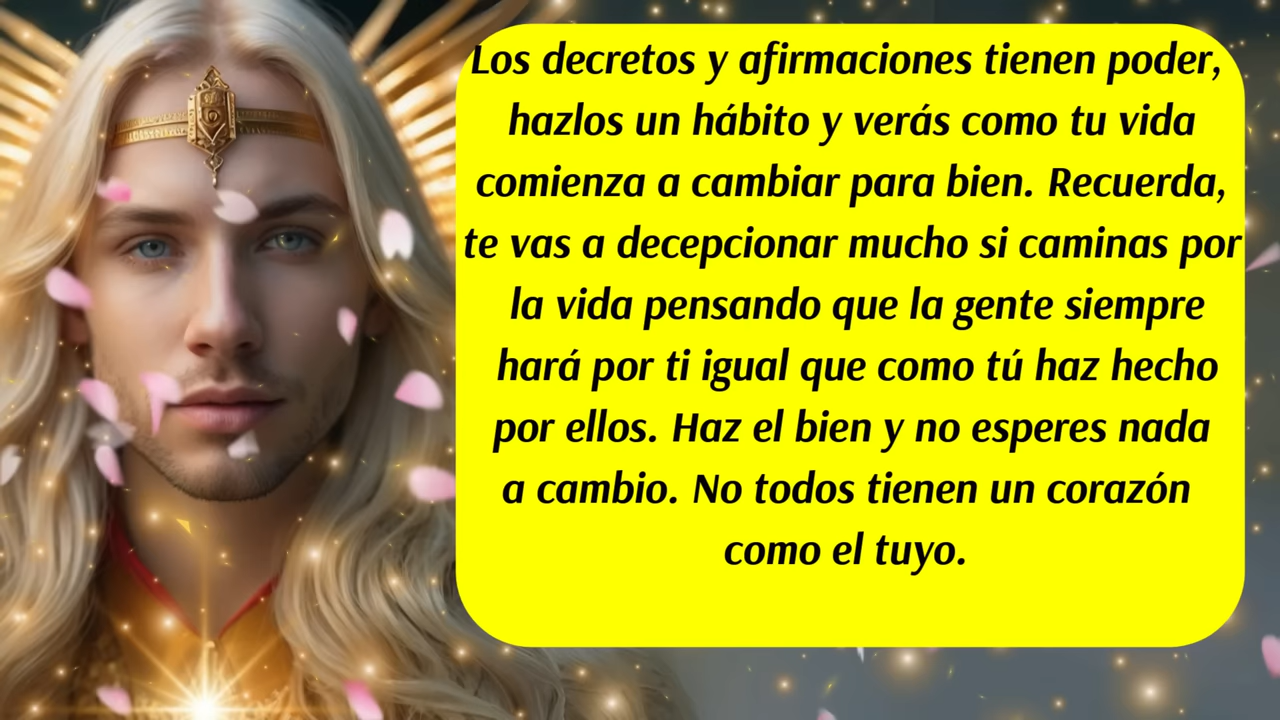 Los decretos y afirmaciones tienen poder,
hazlos un hábito y verás como tu vida
comienza a cambiar para bien. Recuerda,
te vas a decepcionar mucho si caminas por
la vida pensando que la gente siempre
hará por ti igual que como tú haz hecho
por ellos. Haz el bien y no esperes nada
a cambio. No todos tienen un corazón
como el tuyo.